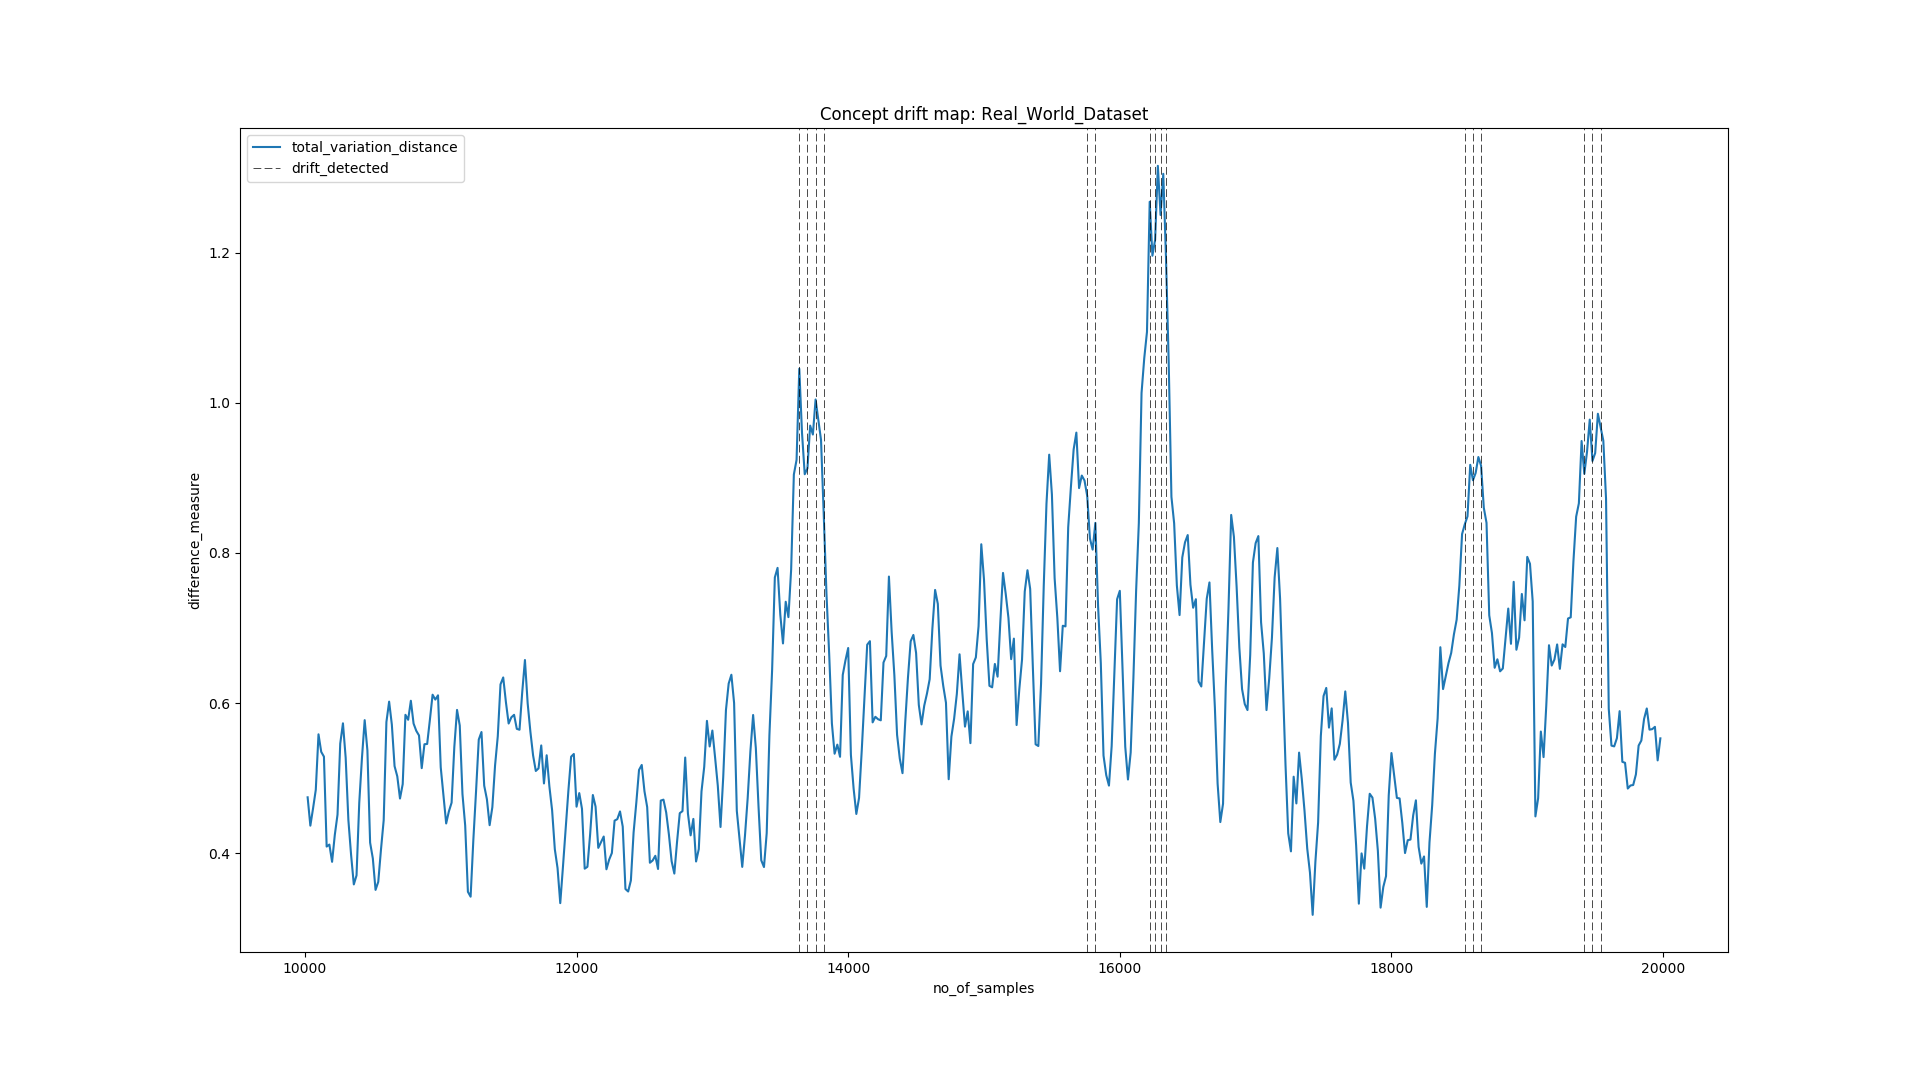 Concept drift map: Real_World_Dataset
total_variation_distance
drift_detected
1.2
1.0
0.8
0.6
0.4
difference_measure
10000 12000 14000 16000 18000 20000
no_of_samples